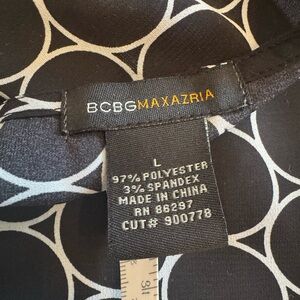 BCBGMAXAZRIA
L
97% POLYESTER
3% SPANDEX
MADE IN CHINA
RN 86297
CUT# 900778